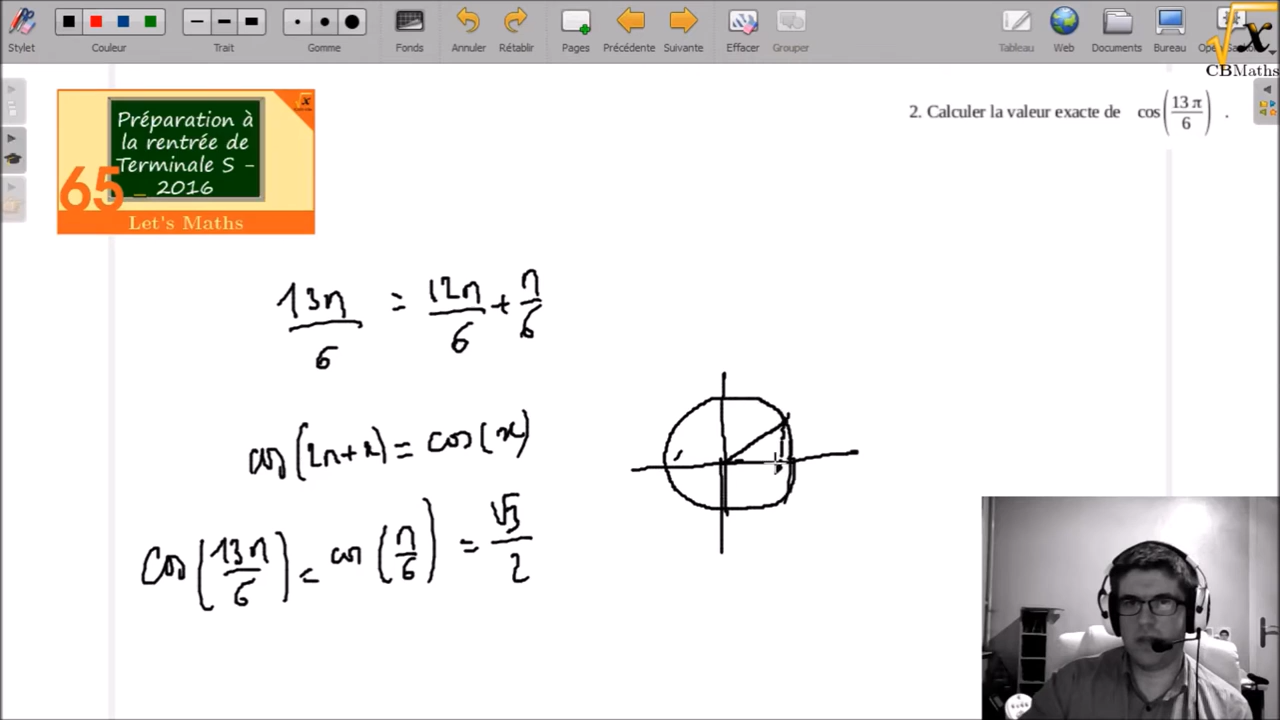 Stylet
Couleur
Trait
Gomme
Fonds
Annuler
Rétablir
Pages
Précédente
Suivante
Effacer
Grouper
Tableau
Web
Documents
Bureau
√x
CBMaths
Préparation à
la rentrée de
Terminale S -
2016
65
Let's Maths
2. Calculer la valeur exacte de cos(13π/6) .
13π/6 = 12π/6 + π/6
cos(2π+x) = cos(x)
cos(13π/6) = cos(π/6) = √3/2